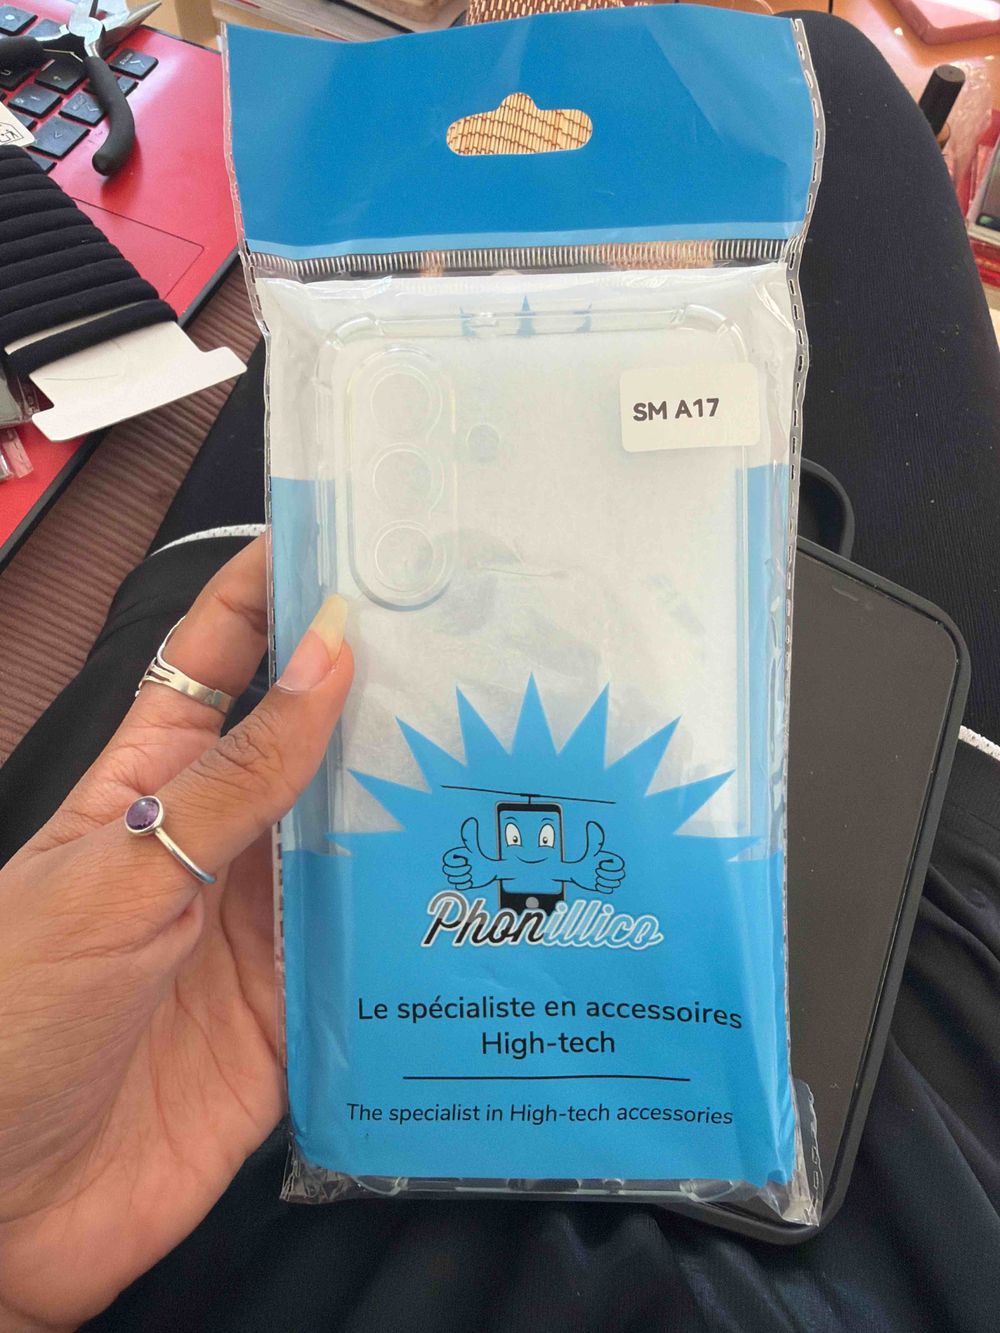 SM A17
Phonillico
Le spécialiste en accessoires
High-tech
The specialist in High-tech accessories